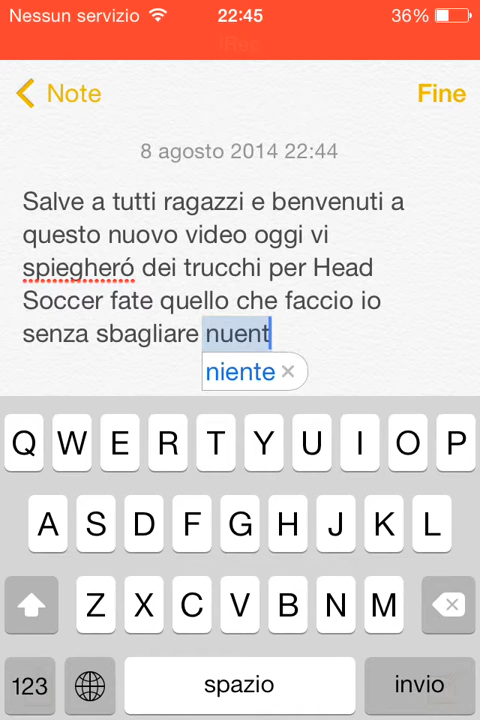 Nessun servizio 22:45 36%
Note Fine
8 agosto 2014 22:44
Salve a tutti ragazzi e benvenuti a
questo nuovo video oggi vi
spiegheró dei trucchi per Head
Soccer fate quello che faccio io
senza sbagliare nuent
niente ×
Q W E R T Y U I O P
A S D F G H J K L
Z X C V B N M
123 spazio invio